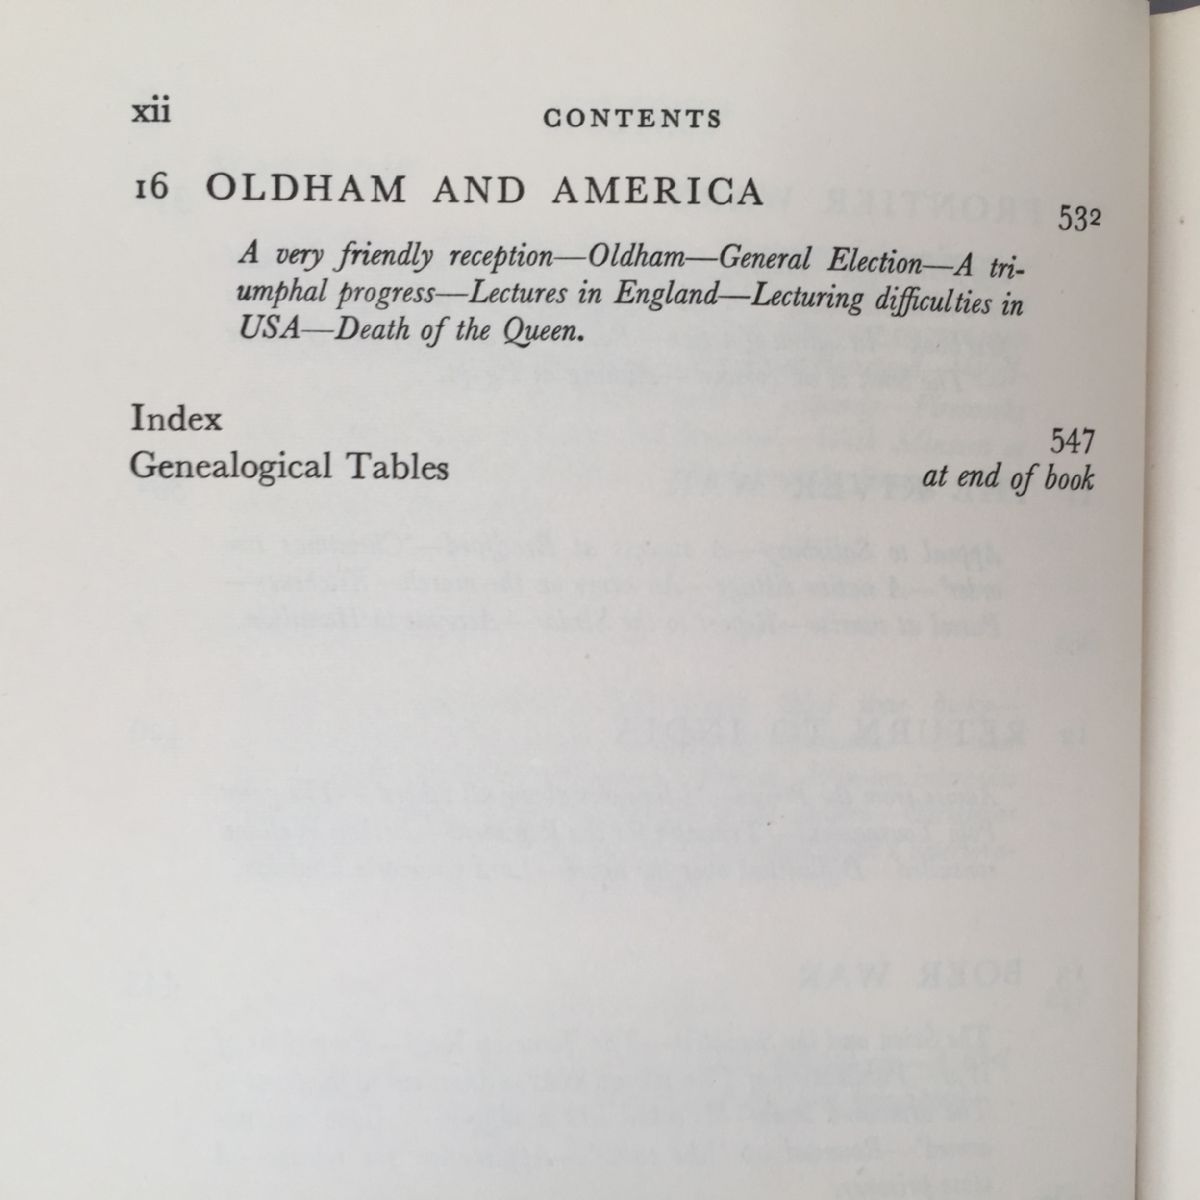 xii CONTENTS
16 OLDHAM AND AMERICA 532
A very friendly reception—Oldham—General Election—A tri-
umphal progress—Lectures in England—Lecturing difficulties in
USA—Death of the Queen.
Index 547
Genealogical Tables at end of book